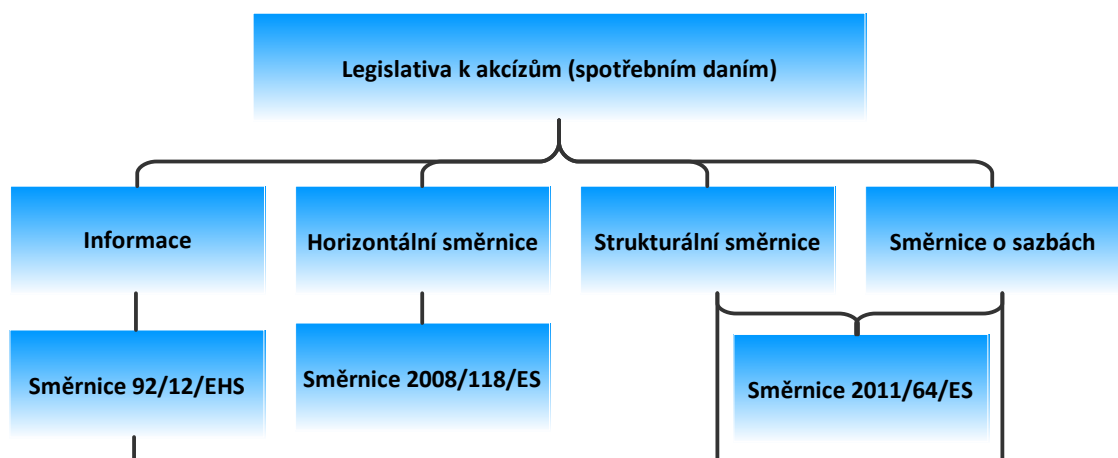 Legislativa k akcízům (spotřebním daním)
Informace
Horizontální směrnice
Strukturální směrnice
Směrnice o sazbách
Směrnice 92/12/EHS
Směrnice 2008/118/ES
Směrnice 2011/64/ES